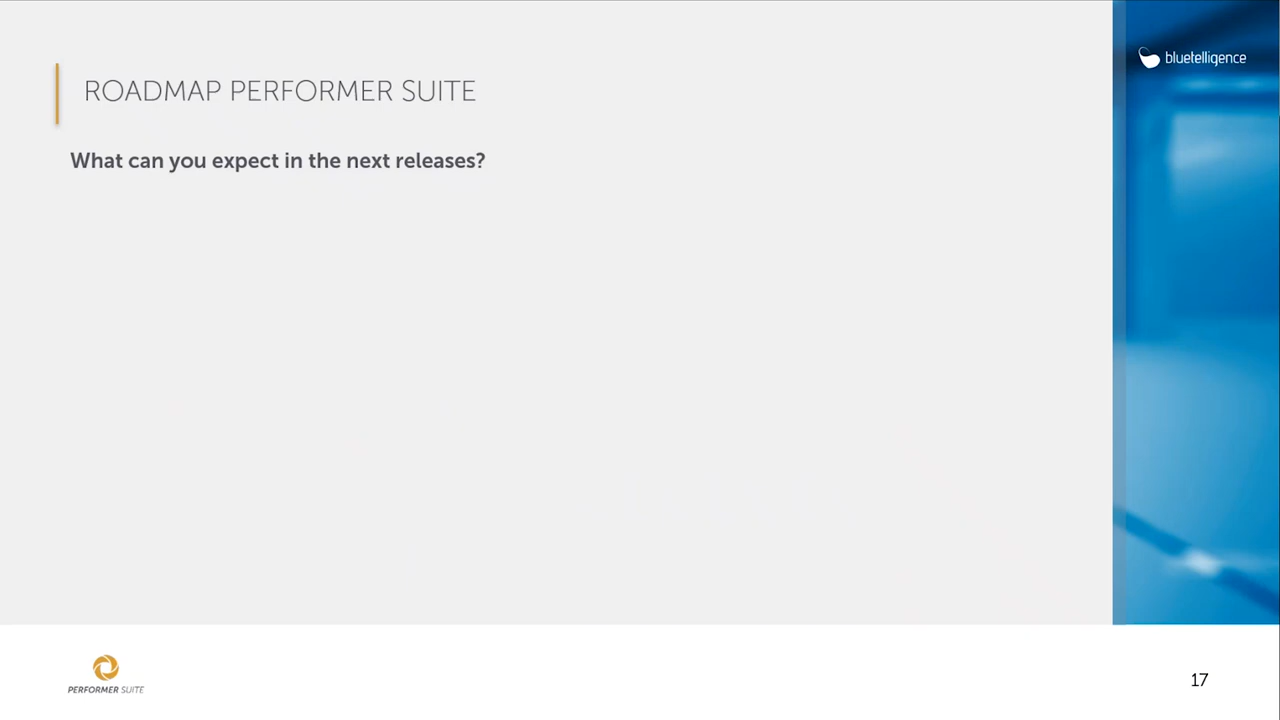 bluetelligence
ROADMAP PERFORMER SUITE
What can you expect in the next releases?
PERFORMER SUITE
17